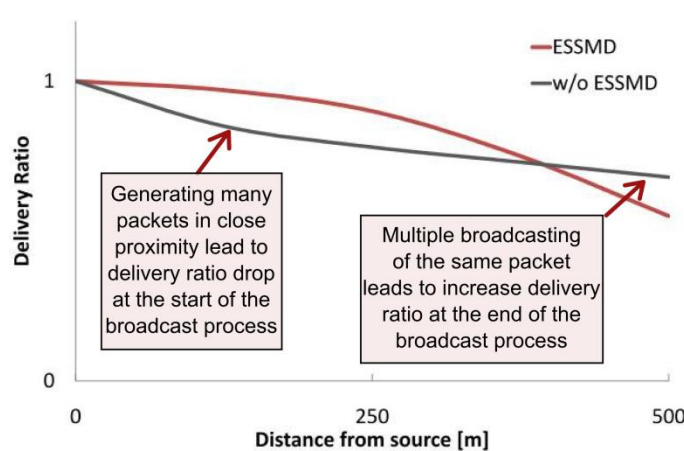 ESSMD
w/o ESSMD
1
Delivery Ratio
Generating many
packets in close
proximity lead to
delivery ratio drop
at the start of the
broadcast process
Multiple broadcasting
of the same packet
leads to increase delivery
ratio at the end of the
broadcast process
0
0
250
500
Distance from source [m]